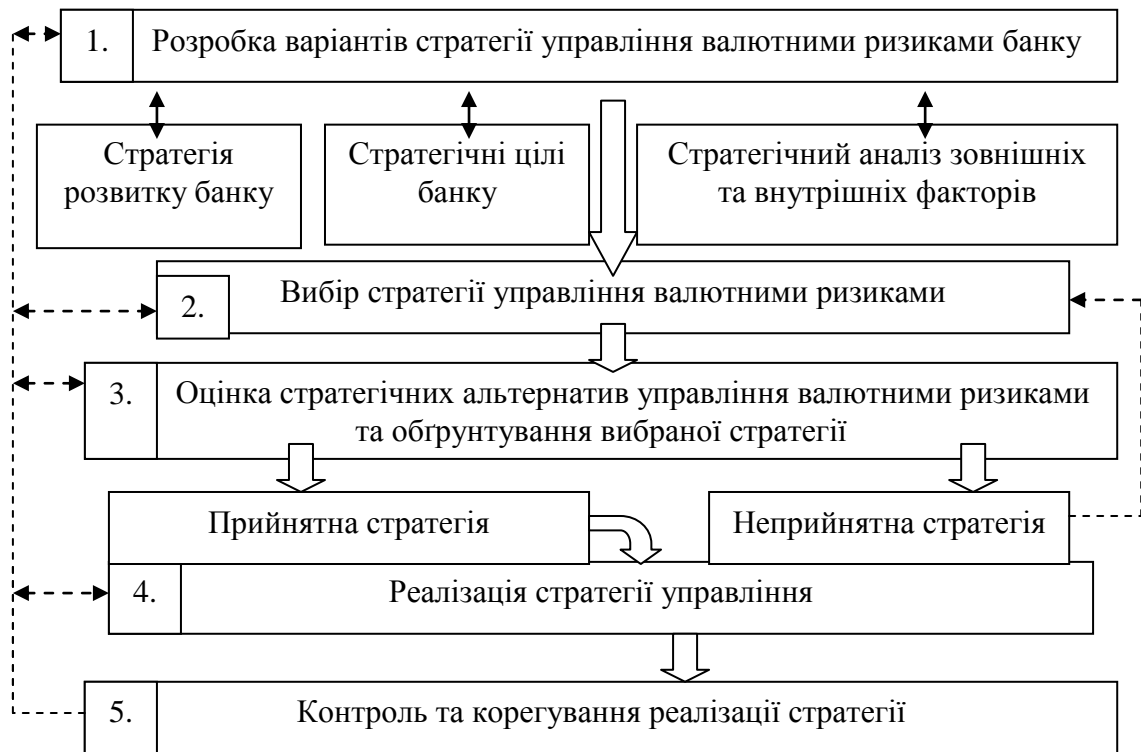 1. Розробка варіантів стратегії управління валютними ризиками банку
Стратегія
розвитку банку
Стратегічні цілі
банку
Стратегічний аналіз зовнішніх
та внутрішніх факторів
2. Вибір стратегії управління валютними ризиками
3. Оцінка стратегічних альтернатив управління валютними ризиками
та обґрунтування вибраної стратегії
Прийнятна стратегія
Неприйнятна стратегія
4. Реалізація стратегії управління
5. Контроль та корегування реалізації стратегії